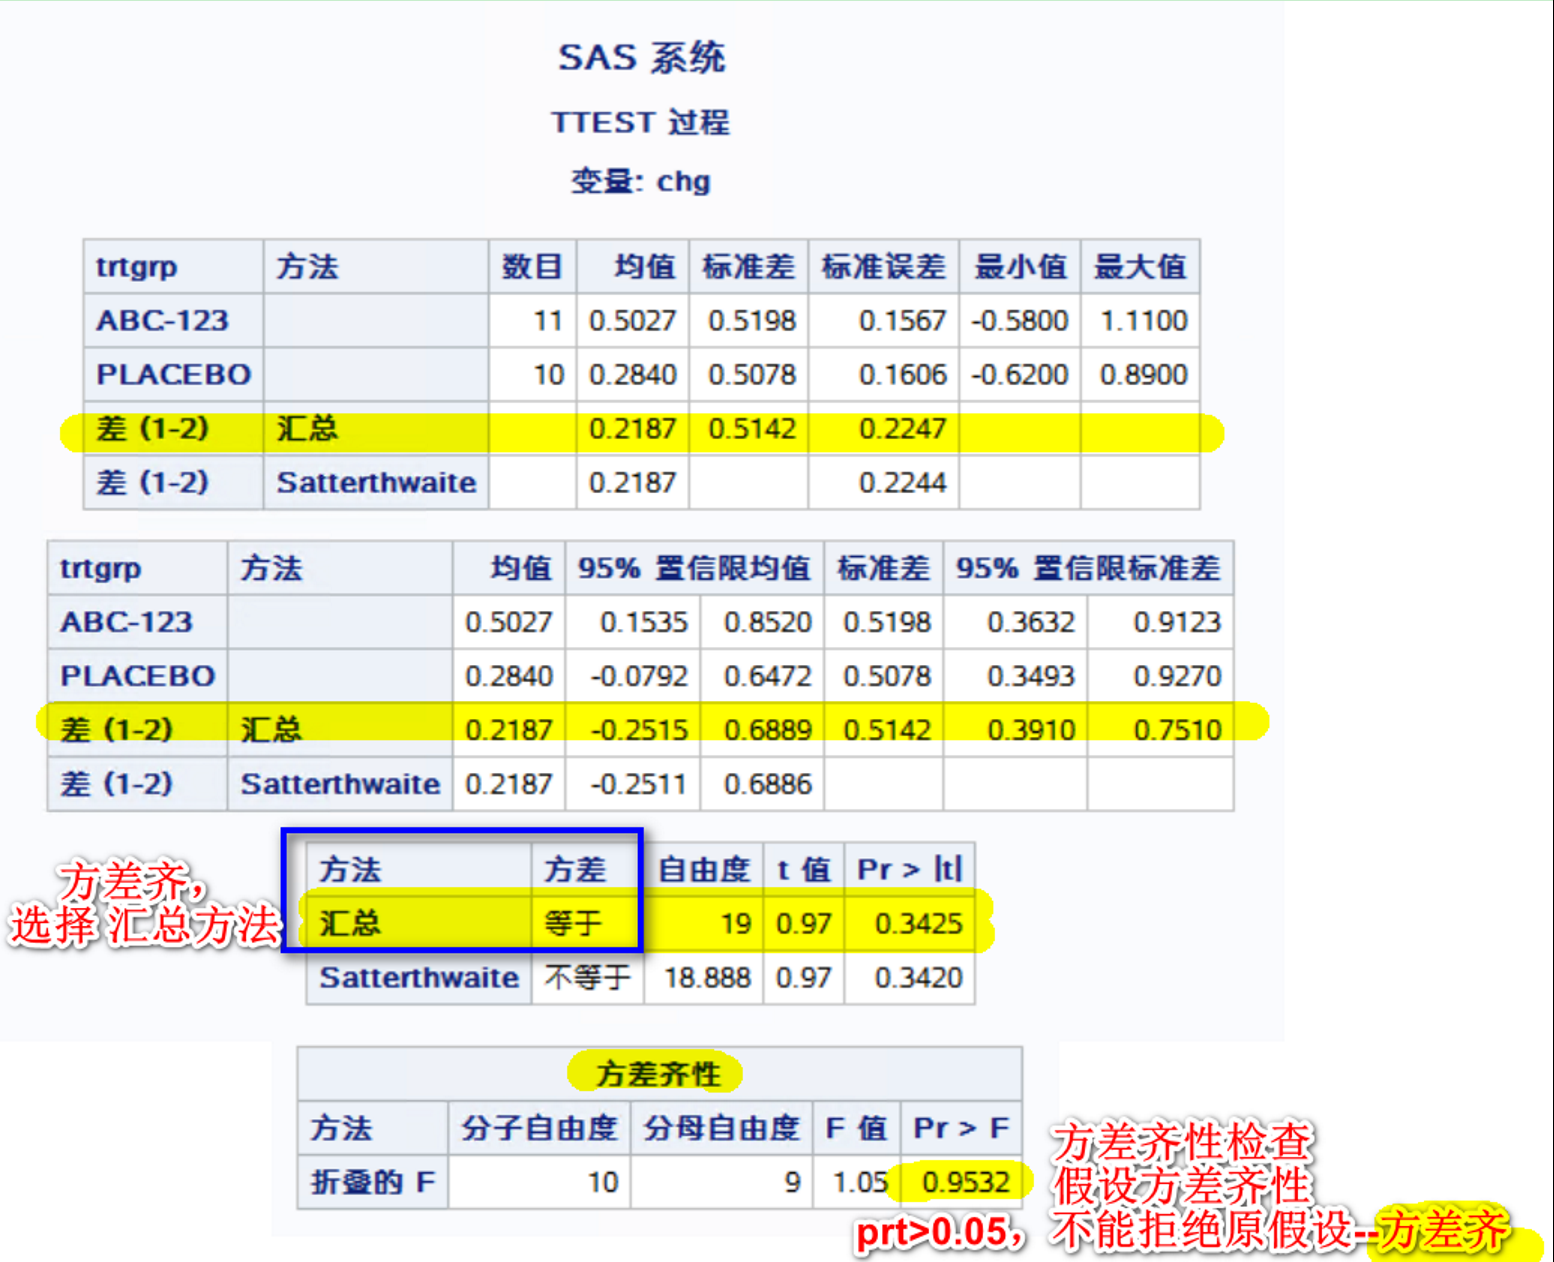 SAS 系统
TTEST 过程
变量: chg
trtgrp 方法 数目 均值 标准差 标准误差 最小值 最大值
ABC-123 11 0.5027 0.5198 0.1567 -0.5800 1.1100
PLACEBO 10 0.2840 0.5078 0.1606 -0.6200 0.8900
差 (1-2) 汇总 0.2187 0.5142 0.2247
差 (1-2) Satterthwaite 0.2187 0.2244
trtgrp 方法 均值 95% 置信限均值 标准差 95% 置信限标准差
ABC-123 0.5027 0.1535 0.8520 0.5198 0.3632 0.9123
PLACEBO 0.2840 -0.0792 0.6472 0.5078 0.3493 0.9270
差 (1-2) 汇总 0.2187 -0.2515 0.6889 0.5142 0.3910 0.7510
差 (1-2) Satterthwaite 0.2187 -0.2511 0.6886
方法 方差 自由度 t 值 Pr > |t|
汇总 等于 19 0.97 0.3425
Satterthwaite 不等于 18.888 0.97 0.3420
方差齐，
选择 汇总方法
方差齐性
方法 分子自由度 分母自由度 F 值 Pr > F
折叠的 F 10 9 1.05 0.9532
方差齐性检查
假设方差齐性
prt>0.05， 不能拒绝原假设--方差齐